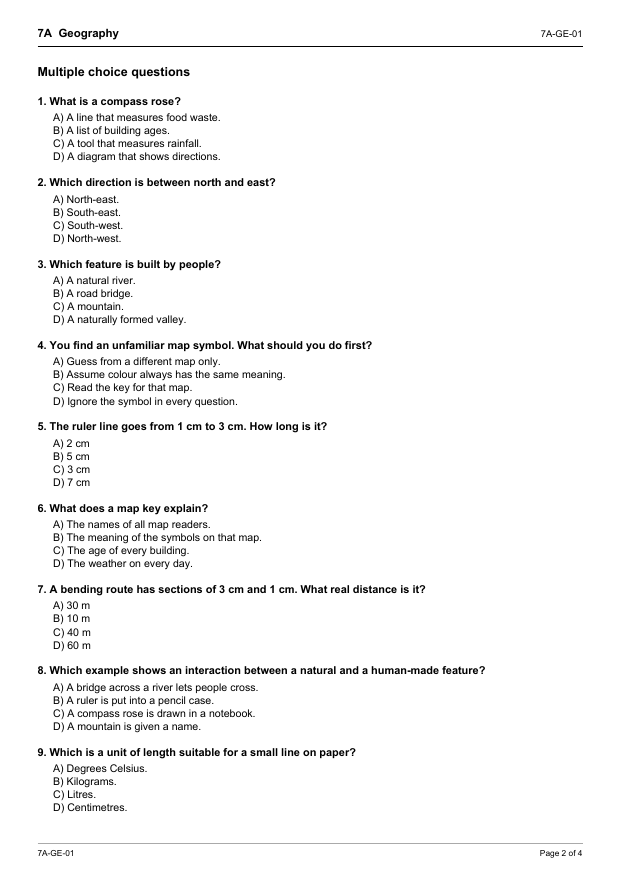 7A Geography
7A-GE-01
Multiple choice questions
1. What is a compass rose?
A) A line that measures food waste.
B) A list of building ages.
C) A tool that measures rainfall.
D) A diagram that shows directions.
2. Which direction is between north and east?
A) North-east.
B) South-east.
C) South-west.
D) North-west.
3. Which feature is built by people?
A) A natural river.
B) A road bridge.
C) A mountain.
D) A naturally formed valley.
4. You find an unfamiliar map symbol. What should you do first?
A) Guess from a different map only.
B) Assume colour always has the same meaning.
C) Read the key for that map.
D) Ignore the symbol in every question.
5. The ruler line goes from 1 cm to 3 cm. How long is it?
A) 2 cm
B) 5 cm
C) 3 cm
D) 7 cm
6. What does a map key explain?
A) The names of all map readers.
B) The meaning of the symbols on that map.
C) The age of every building.
D) The weather on every day.
7. A bending route has sections of 3 cm and 1 cm. What real distance is it?
A) 30 m
B) 10 m
C) 40 m
D) 60 m
8. Which example shows an interaction between a natural and a human-made feature?
A) A bridge across a river lets people cross.
B) A ruler is put into a pencil case.
C) A compass rose is drawn in a notebook.
D) A mountain is given a name.
9. Which is a unit of length suitable for a small line on paper?
A) Degrees Celsius.
B) Kilograms.
C) Litres.
D) Centimetres.
7A-GE-01
Page 2 of 4